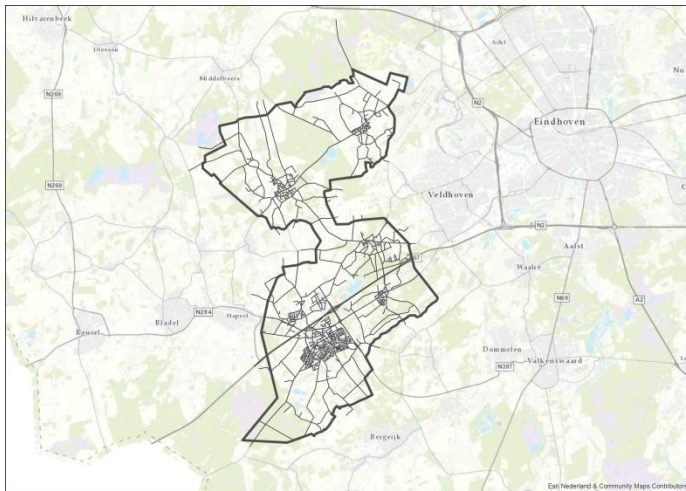 Hilvarenbeek
Diessen
Acht
Middelbeers
N269
N2
Eindhoven
N269
Veldhoven
N2
Aalst
Waalre
N69
A2
Hapert
N284
Bladel
Reusel
Dommelen
Valkenswaard
N397
Bergeijk
Esri Nederland & Community Maps Contributors